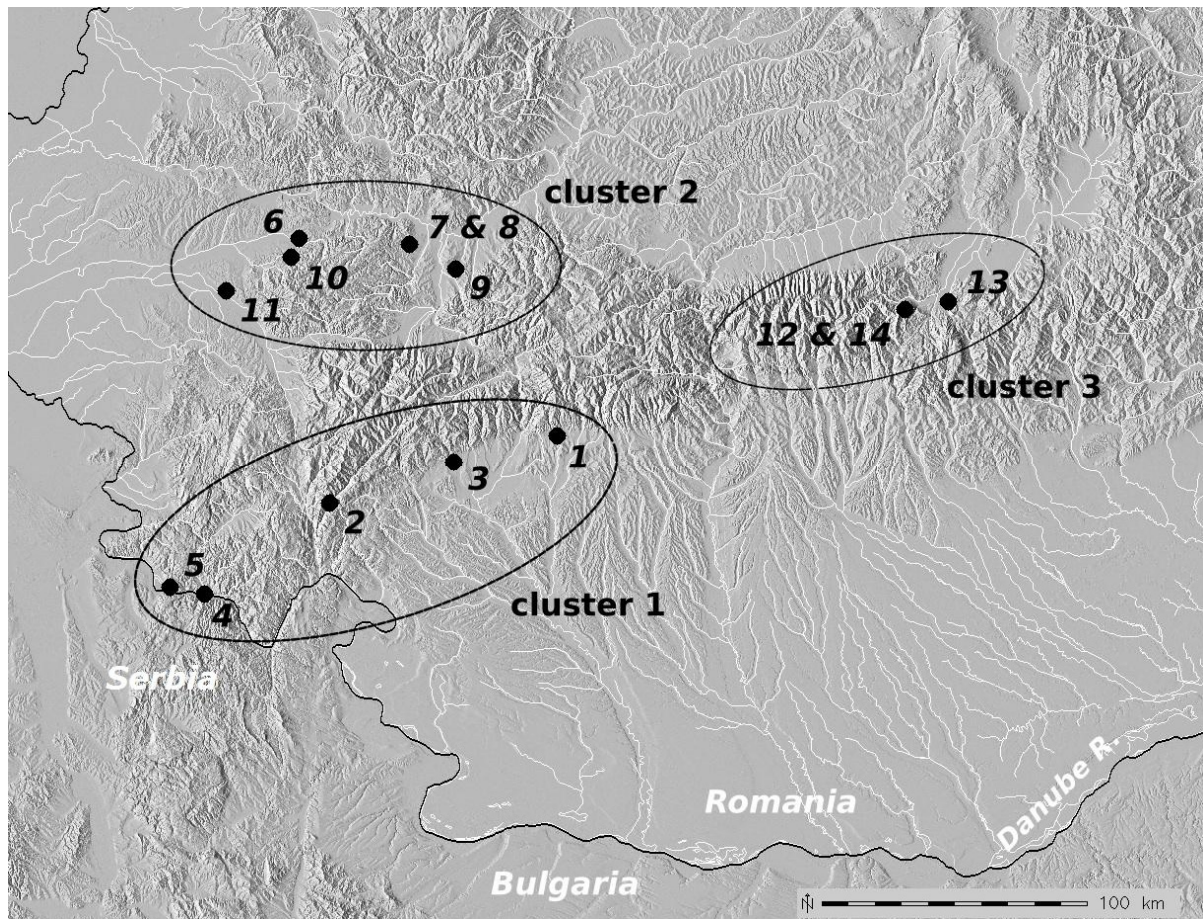 cluster 2
6
7 & 8
10
9
11
13
12 & 14
cluster 3
1
3
2
5
4
cluster 1
Serbia
Danube R.
Romania
Bulgaria
N
100 km